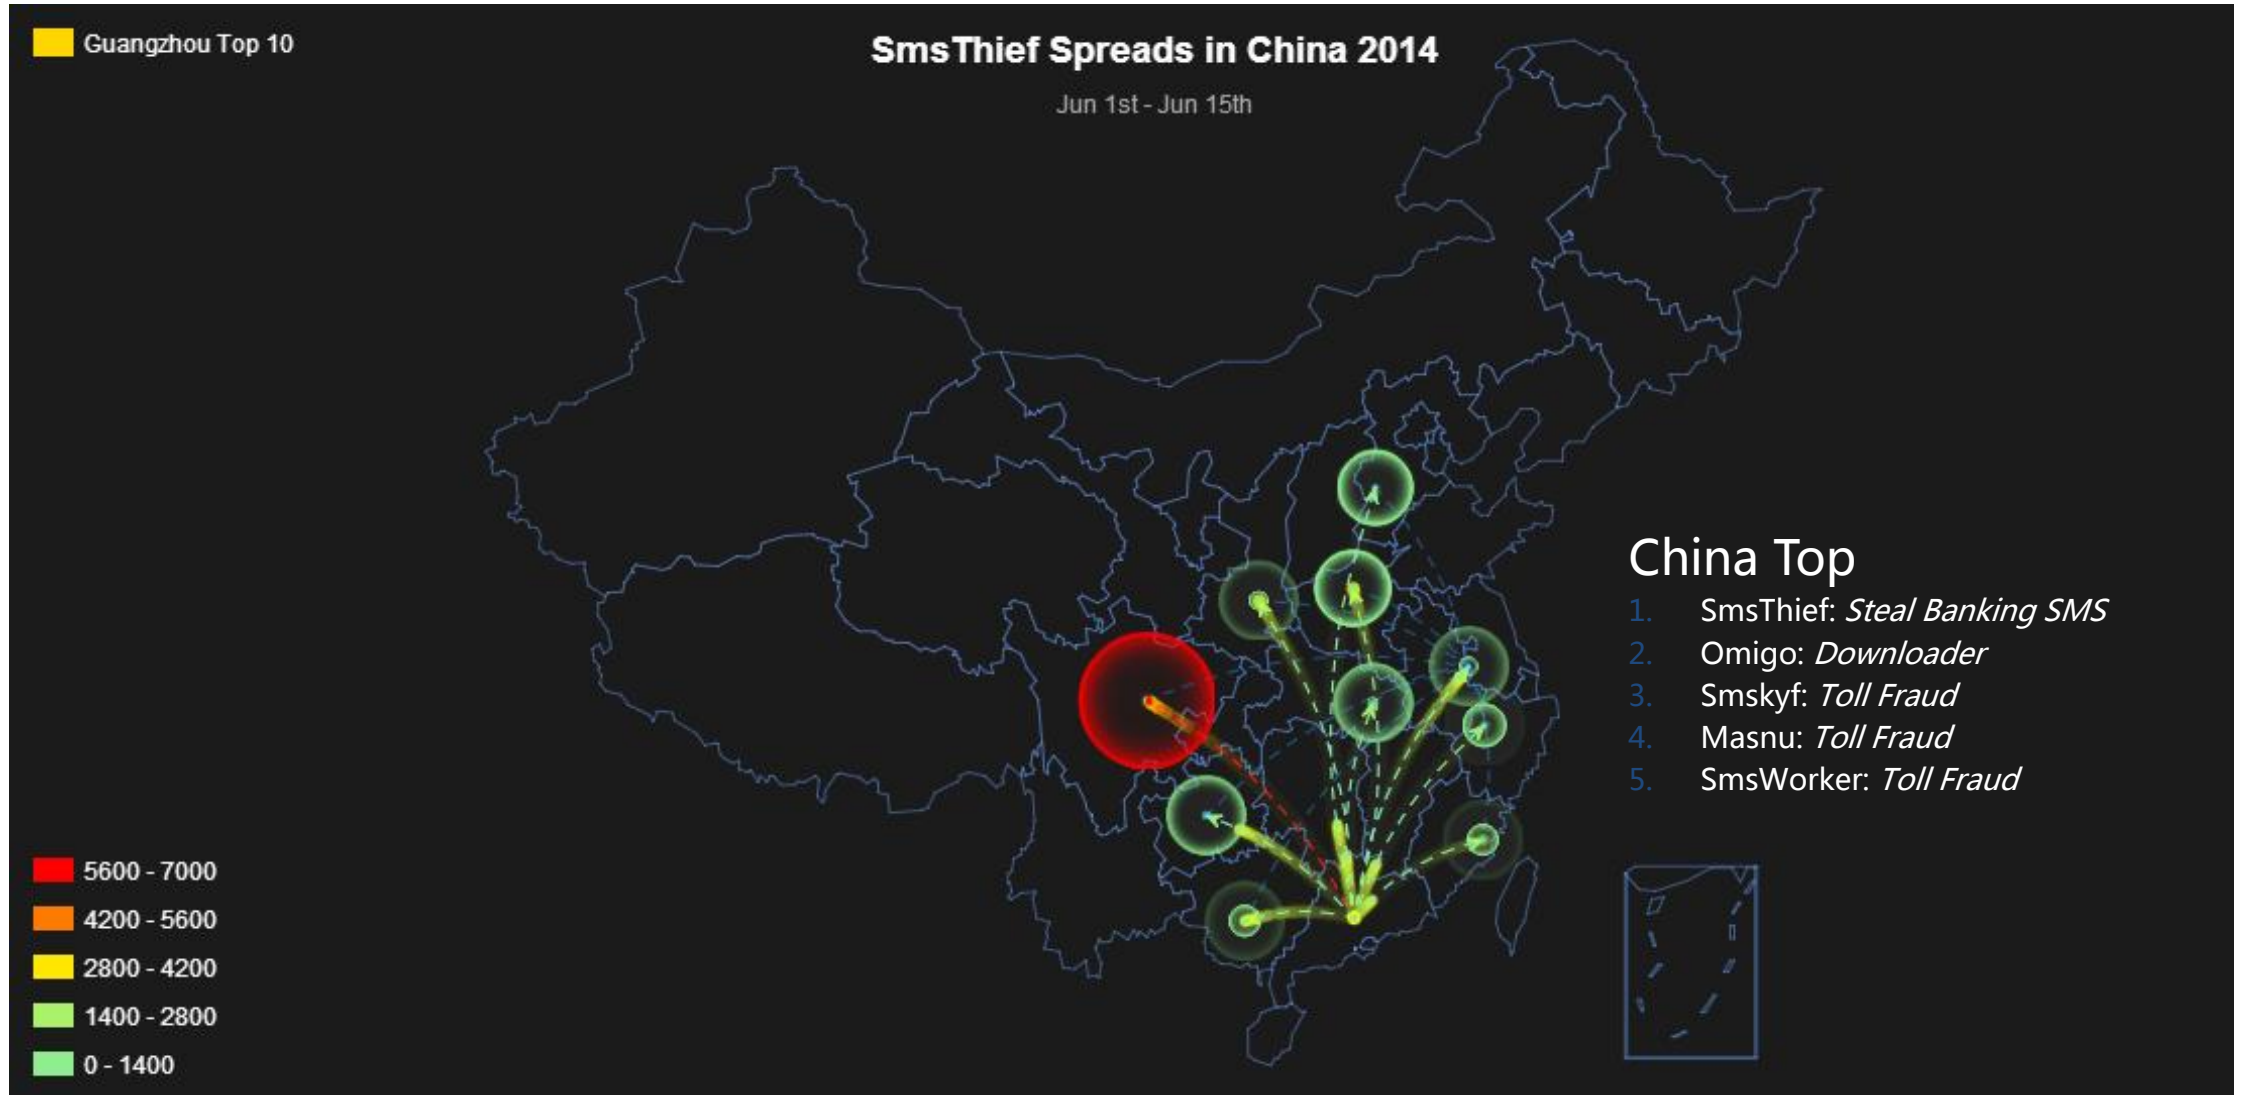 Guangzhou Top 10
SmsThief Spreads in China 2014
Jun 1st - Jun 15th
China Top
1. SmsThief: Steal Banking SMS
2. Omigo: Downloader
3. Smskyf: Toll Fraud
4. Masnu: Toll Fraud
5. SmsWorker: Toll Fraud
5600 - 7000
4200 - 5600
2800 - 4200
1400 - 2800
0 - 1400